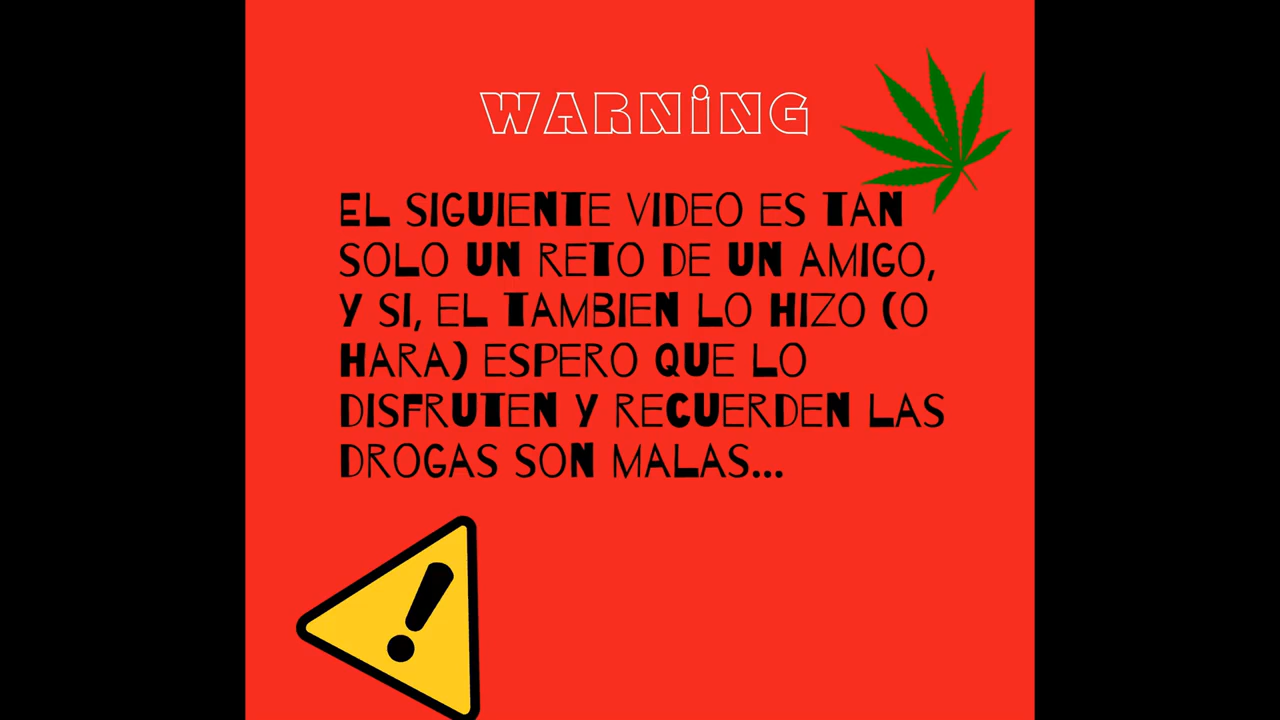 WARNING
EL SIGUIENTE VIDEO ES TAN
SOLO UN RETO DE UN AMIGO,
Y SI, EL TAMBIEN LO HIZO (O
HARA) ESPERO QUE LO
DISFRUTEN Y RECUERDEN LAS
DROGAS SON MALAS...